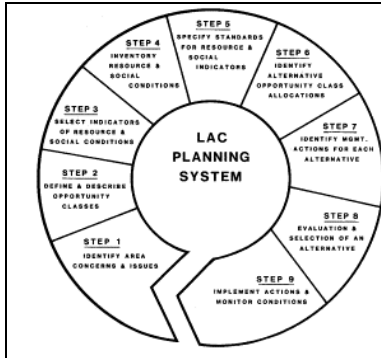 LAC
PLANNING
SYSTEM
STEP 1
IDENTIFY AREA
CONCERNS & ISSUES
STEP 2
DEFINE & DESCRIBE
OPPORTUNITY
CLASSES
STEP 3
SELECT INDICATORS
OF RESOURCE &
SOCIAL CONDITIONS
STEP 4
INVENTORY
RESOURCE &
SOCIAL
CONDITIONS
STEP 5
SPECIFY STANDARDS
FOR RESOURCE &
SOCIAL
INDICATORS
STEP 6
IDENTIFY
ALTERNATIVE
OPPORTUNITY CLASS
ALLOCATIONS
STEP 7
IDENTIFY MGMT.
ACTIONS FOR EACH
ALTERNATIVE
STEP 8
EVALUATION &
SELECTION OF AN
ALTERNATIVE
STEP 9
IMPLEMENT ACTIONS &
MONITOR CONDITIONS